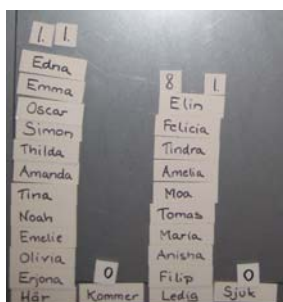 1. 1.
Edna
Emma
Oscar
Simon
Thilda
Amanda
Tina
Noah
Emelie
Olivia
Erjona
Här
0
Kommer
8 1.
Elin
Felicia
Tindra
Amelia
Moa
Tomas
Maria
Anisha
Filip
Ledig
0
Sjuk